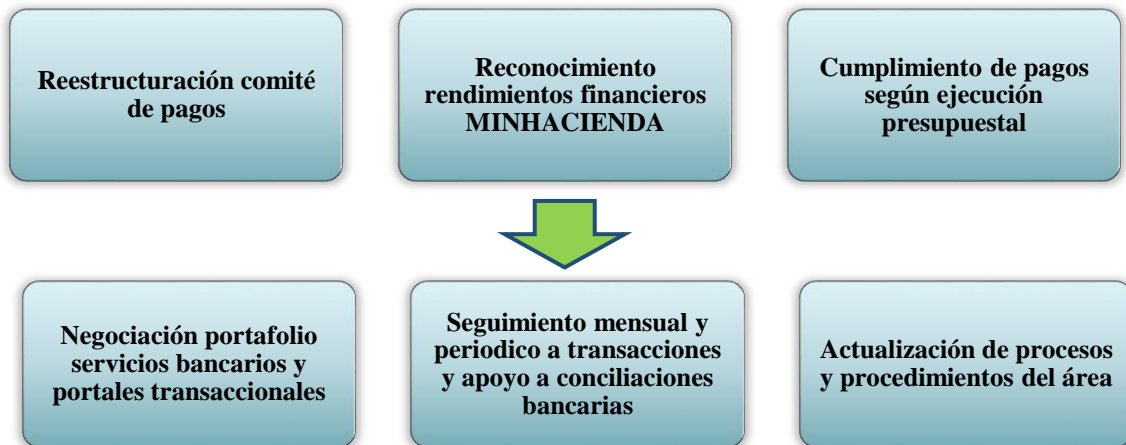 Reestructuración comité
de pagos
Reconocimiento
rendimientos financieros
MINHACIENDA
Cumplimiento de pagos
según ejecución
presupuestal
Negociación portafolio
servicios bancarios y
portales transaccionales
Seguimiento mensual y
periodico a transacciones
y apoyo a conciliaciones
bancarias
Actualización de procesos
y procedimientos del área